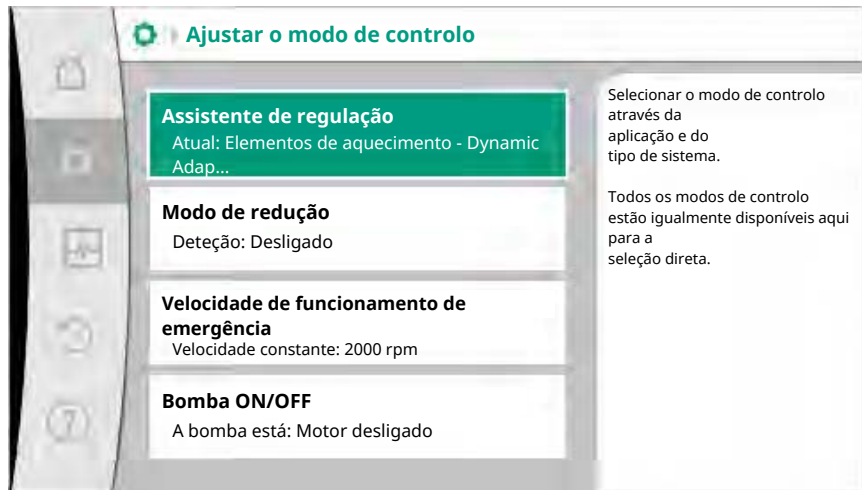 Ajustar o modo de controlo
Assistente de regulação
Atual: Elementos de aquecimento - Dynamic
Adap...
Modo de redução
Deteção: Desligado
Velocidade de funcionamento de
emergência
Velocidade constante: 2000 rpm
Bomba ON/OFF
A bomba está: Motor desligado
Selecionar o modo de controlo
através da
aplicação e do
tipo de sistema.
Todos os modos de controlo
estão igualmente disponíveis aqui
para a
seleção direta.